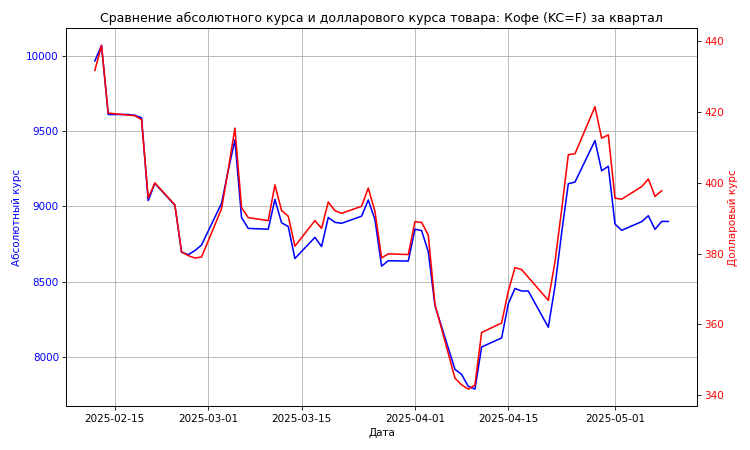 Сравнение абсолютного курса и долларового курса товара: Кофе (KC=F) за квартал
Абсолютный курс
10000
9500
9000
8500
8000
Долларовый курс
440
420
400
380
360
340
2025-02-15 2025-03-01 2025-03-15 2025-04-01 2025-04-15 2025-05-01
Дата